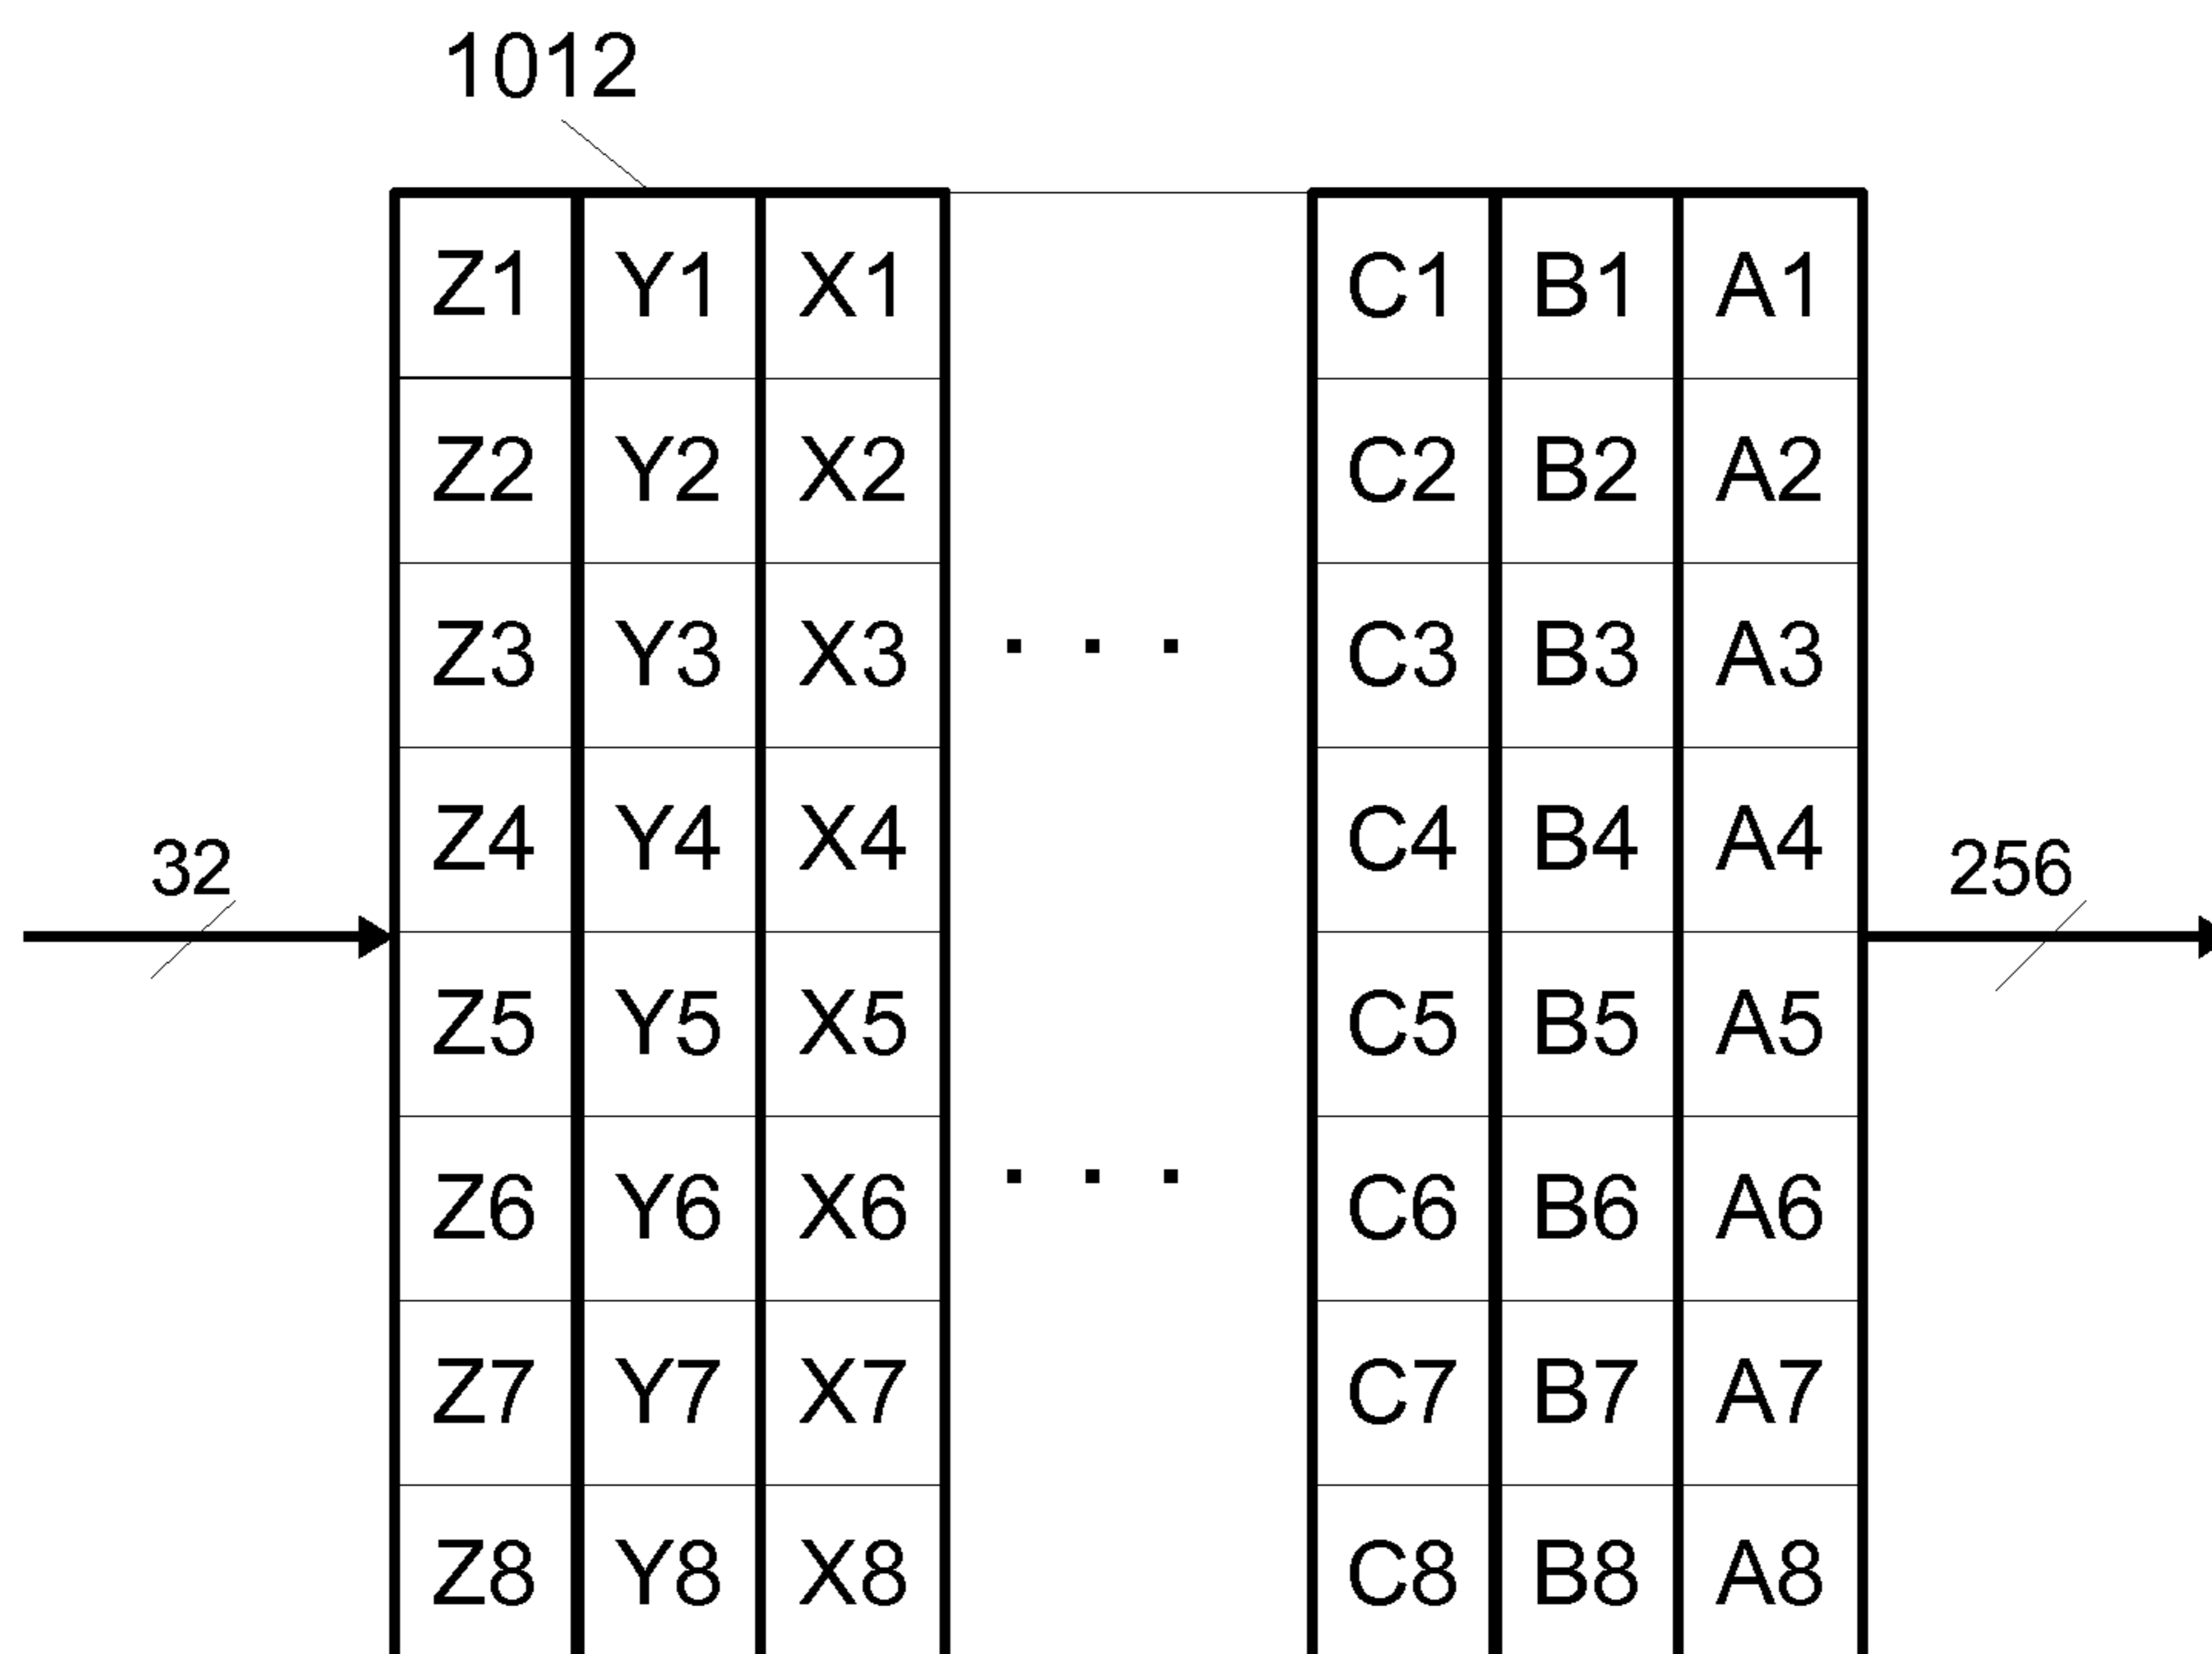 1012
Z1 Y1 X1 C1 B1 A1
Z2 Y2 X2 C2 B2 A2
Z3 Y3 X3 . . . C3 B3 A3
Z4 Y4 X4 C4 B4 A4
32 256
Z5 Y5 X5 C5 B5 A5
Z6 Y6 X6 . . . C6 B6 A6
Z7 Y7 X7 C7 B7 A7
Z8 Y8 X8 C8 B8 A8